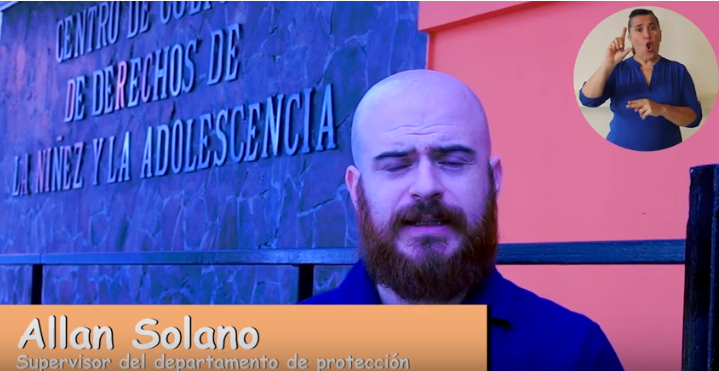 CENTRO DE
DE DERECHOS DE
LA NIÑEZ Y LA ADOLESCENCIA
Allan Solano
Supervisor del departamento de protección